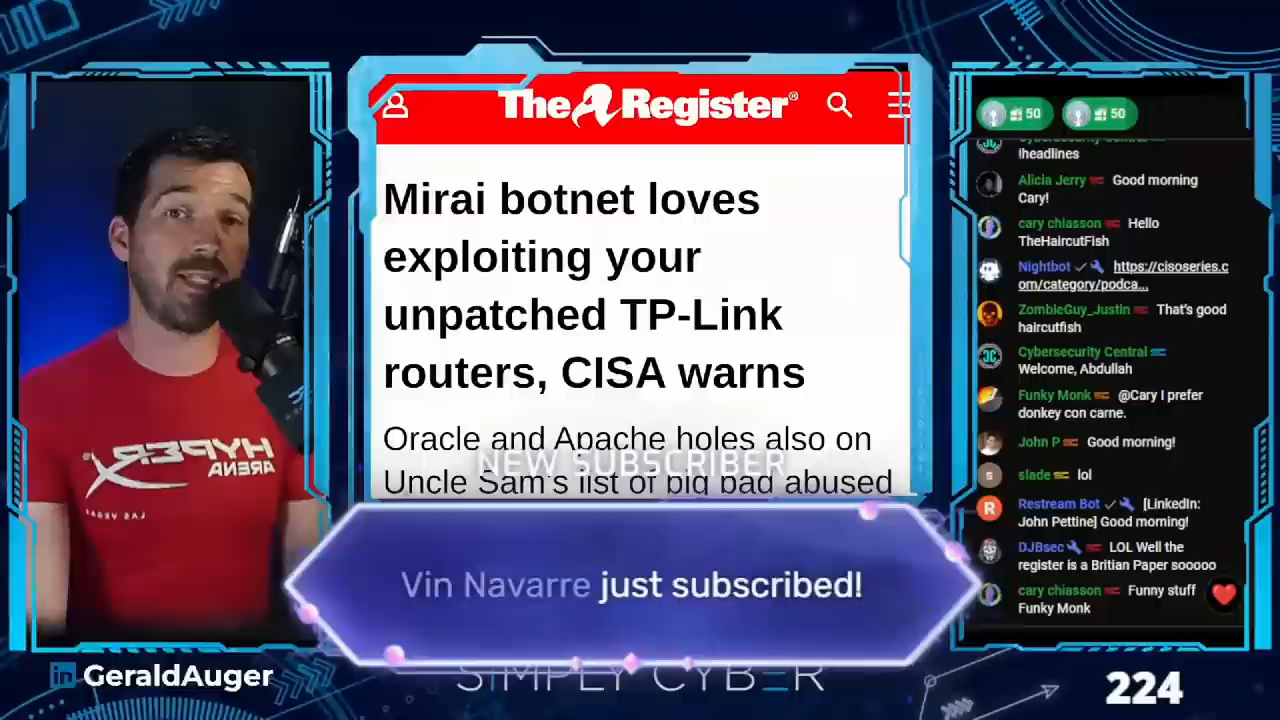 The Register®
Mirai botnet loves
exploiting your
unpatched TP-Link
routers, CISA warns
Oracle and Apache holes also on
Uncle Sam's list of big bad abused
NEW SUBSCRIBER
Vin Navarre just subscribed!
SIMPLY CYBER
HYPER
X
ARENA
LAS VEGAS
in GeraldAuger
50
50
!headlines
Alicia Jerry Good morning
Cary!
cary chiasson Hello
TheHaircutFish
Nightbot https://cisoseries.c
om/category/podca...
ZombieGuy_Justin That's good
haircutfish
Cybersecurity Central
Welcome, Abdullah
Funky Monk @Cary I prefer
donkey con carne.
John P Good morning!
s slade lol
R Restream Bot [LinkedIn:
John Pettine] Good morning!
DJBsec LOL Well the
register is a Britian Paper sooooo
cary chiasson Funny stuff
Funky Monk
224